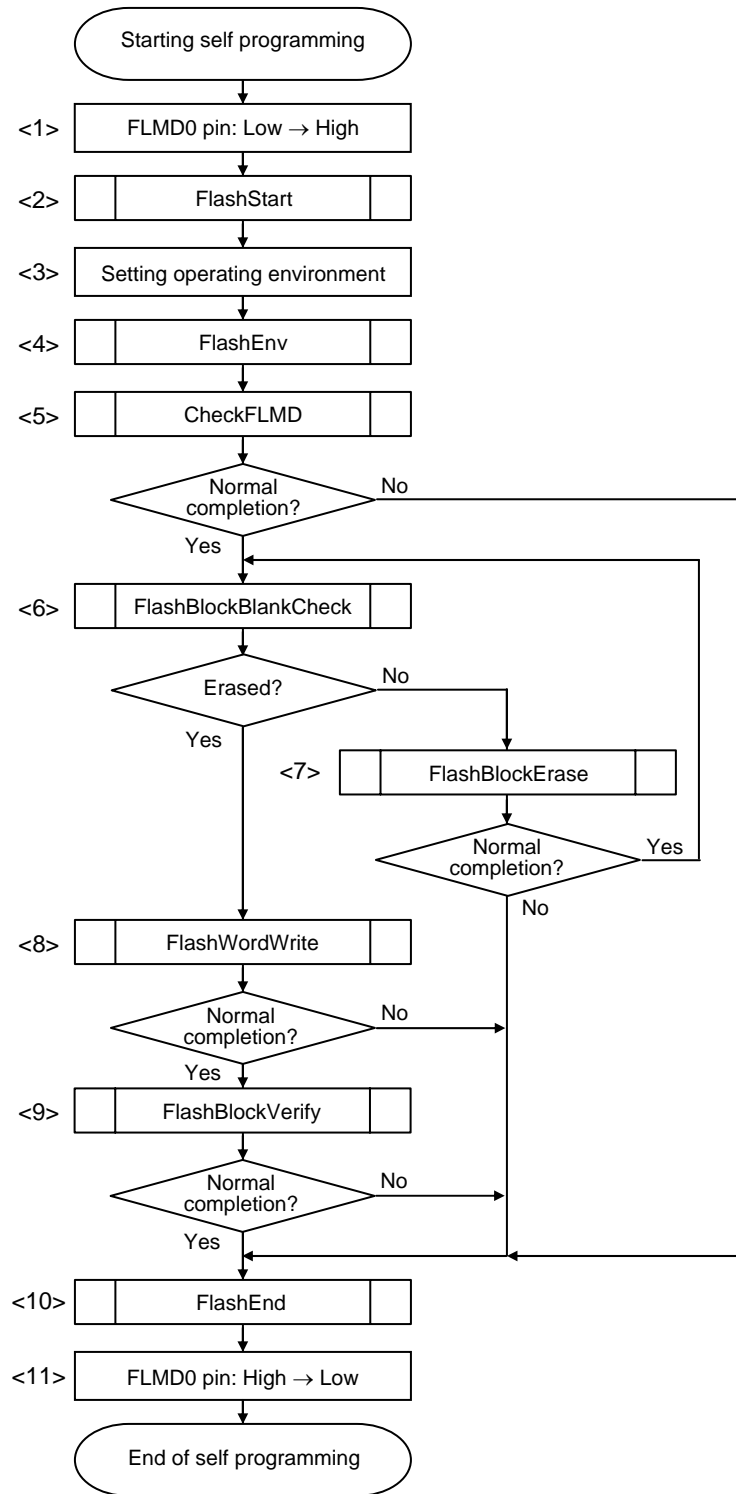 Starting self programming
<1>
FLMD0 pin: Low → High
<2>
FlashStart
<3>
Setting operating environment
<4>
FlashEnv
<5>
CheckFLMD
Normal
completion?
No
Yes
<6>
FlashBlockBlankCheck
Erased?
No
Yes
<7>
FlashBlockErase
Normal
completion?
Yes
No
<8>
FlashWordWrite
Normal
completion?
No
Yes
<9>
FlashBlockVerify
Normal
completion?
No
Yes
<10>
FlashEnd
<11>
FLMD0 pin: High → Low
End of self programming